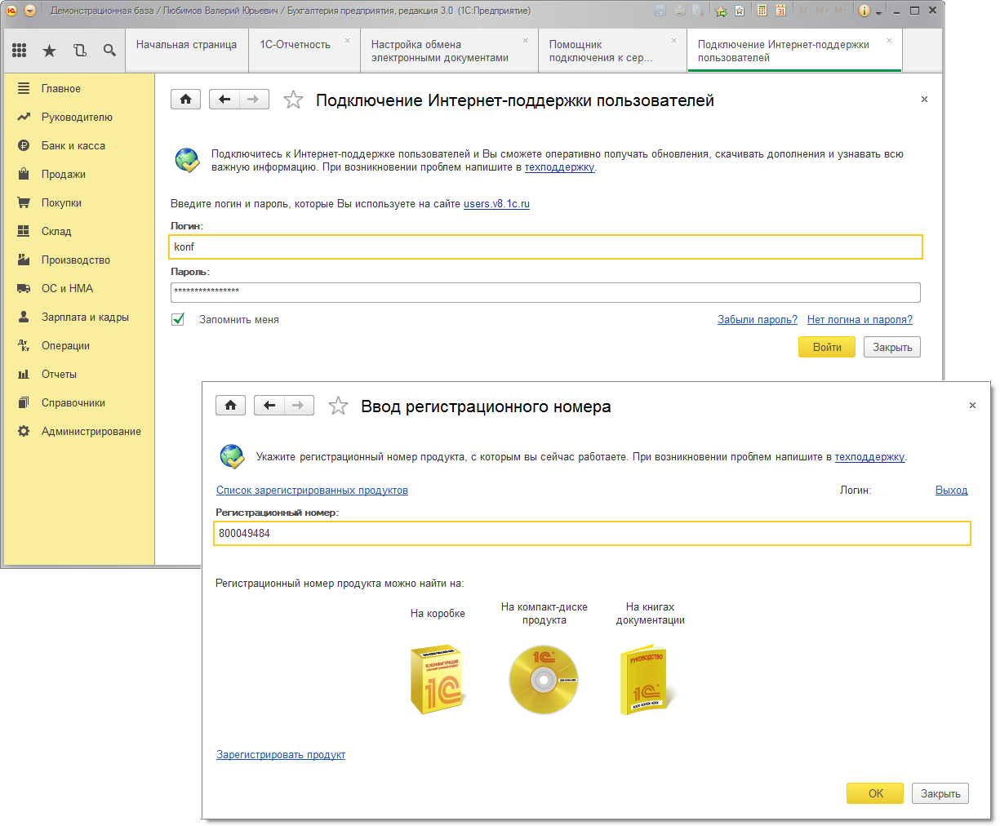 Демонстрационная база / Любимов Валерий Юрьевич / Бухгалтерия предприятия, редакция 3.0 (1С:Предприятие)
M M+ M-
Начальная страница
1С-Отчетность
Настройка обмена
электронными документами
Помощник
подключения к сер...
Подключение Интернет-поддержки
пользователей
Главное
Руководителю
Банк и касса
Продажи
Покупки
Склад
Производство
ОС и НМА
Зарплата и кадры
Операции
Отчеты
Справочники
Администрирование
Подключение Интернет-поддержки пользователей
Подключитесь к Интернет-поддержке пользователей и Вы сможете оперативно получать обновления, скачивать дополнения и узнавать всю
важную информацию. При возникновении проблем напишите в техподдержку.
Введите логин и пароль, которые Вы используете на сайте users.v8.1c.ru
Логин:
konf
Пароль:
****************
Запомнить меня
Забыли пароль? Нет логина и пароля?
Войти Закрыть
Ввод регистрационного номера
Укажите регистрационный номер продукта, с которым вы сейчас работаете. При возникновении проблем напишите в техподдержку.
Список зарегистрированных продуктов
Логин: Выход
Регистрационный номер:
800049484
Регистрационный номер продукта можно найти на:
На коробке
На компакт-диске
продукта
На книгах
документации
1С:КОНФИГУРАЦИЯ
1С
1С
РУКОВОДСТВО
1С
Зарегистрировать продукт
ОК Закрыть